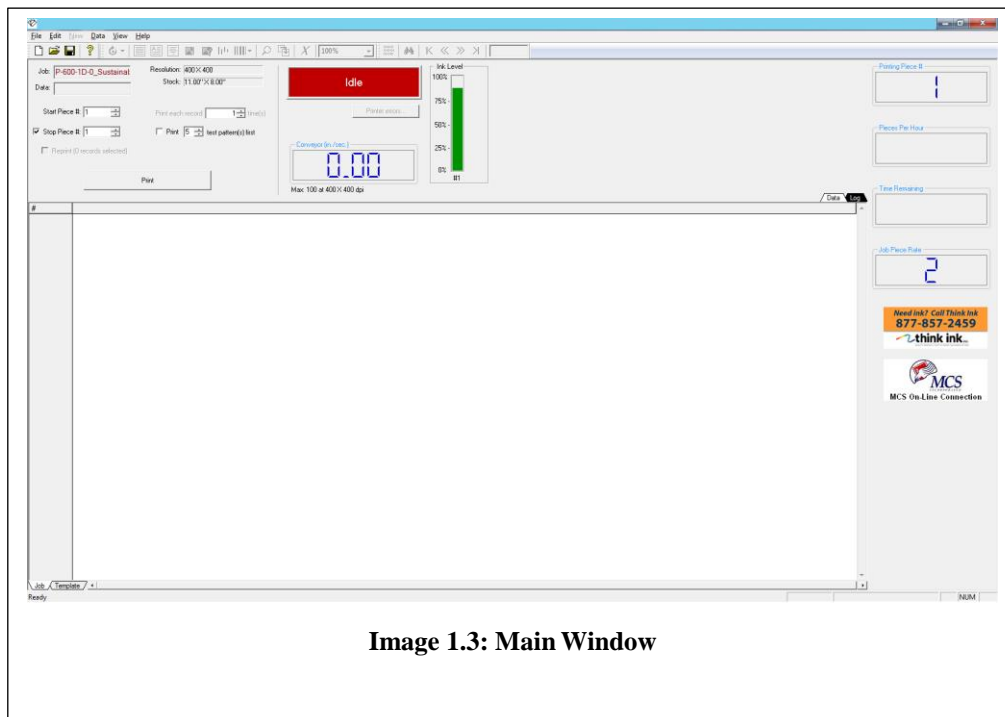 File Edit View Data View Help
100%
Job: P-600-1D-0_Sustainal
Data:
Resolution: 400 X 400
Stock: 11.00" X 8.00"
Start Piece #: 1
Print each record 1 time(s)
Stop Piece #: 1
Print 5 test pattern(s) first
Reprint (0 records selected)
Print
Idle
Printer errors...
Conveyor (in./sec.)
0.00
Max: 100 at 400 X 400 dpi
Ink Level
100%
75%
50%
25%
0%
#1
Printing Piece #
1
Pieces Per Hour
Time Remaining
Job Piece Rate
2
Data Log
#
Need ink? Call Think Ink
877-857-2459
think ink
MCS
MCS On-Line Connection
Job Template
Ready
NUM
Image 1.3: Main Window